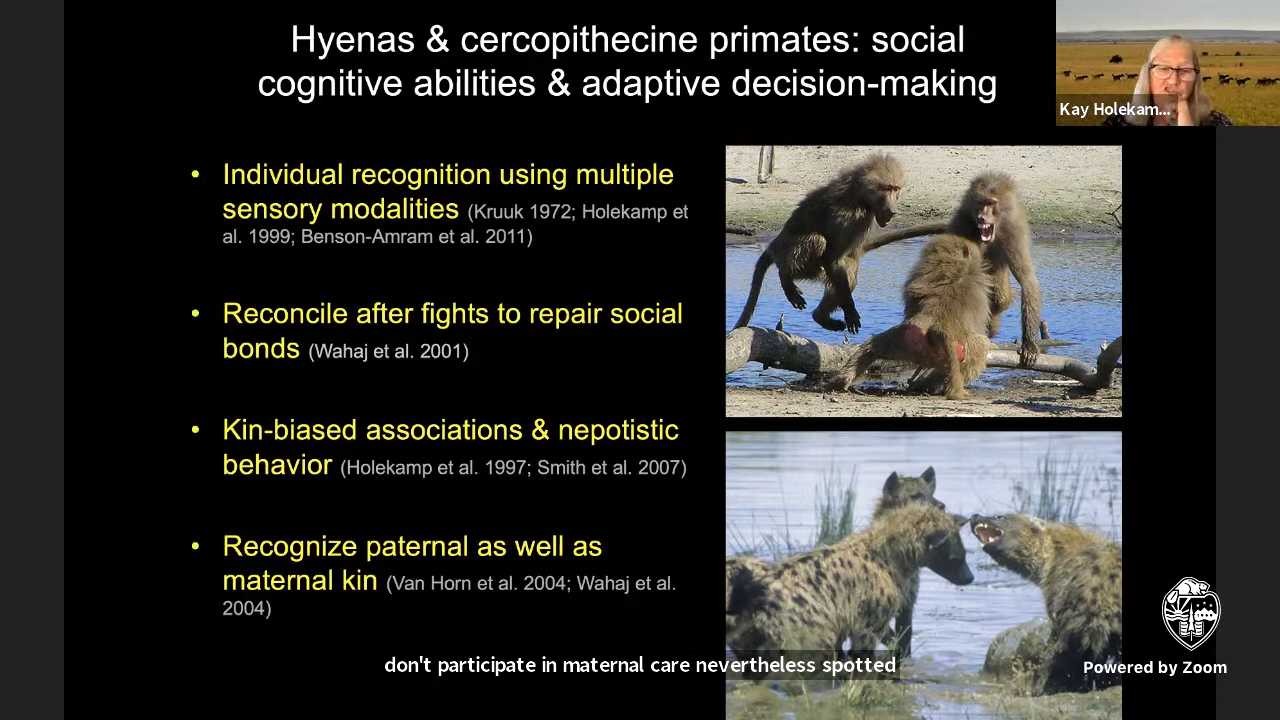 Hyenas & cercopithecine primates: social
cognitive abilities & adaptive decision-making
Kay Holekam...
• Individual recognition using multiple
sensory modalities (Kruuk 1972; Holekamp et
al. 1999; Benson-Amram et al. 2011)
• Reconcile after fights to repair social
bonds (Wahaj et al. 2001)
• Kin-biased associations & nepotistic
behavior (Holekamp et al. 1997; Smith et al. 2007)
• Recognize paternal as well as
maternal kin (Van Horn et al. 2004; Wahaj et al.
2004)
don't participate in maternal care nevertheless spotted
Powered by Zoom